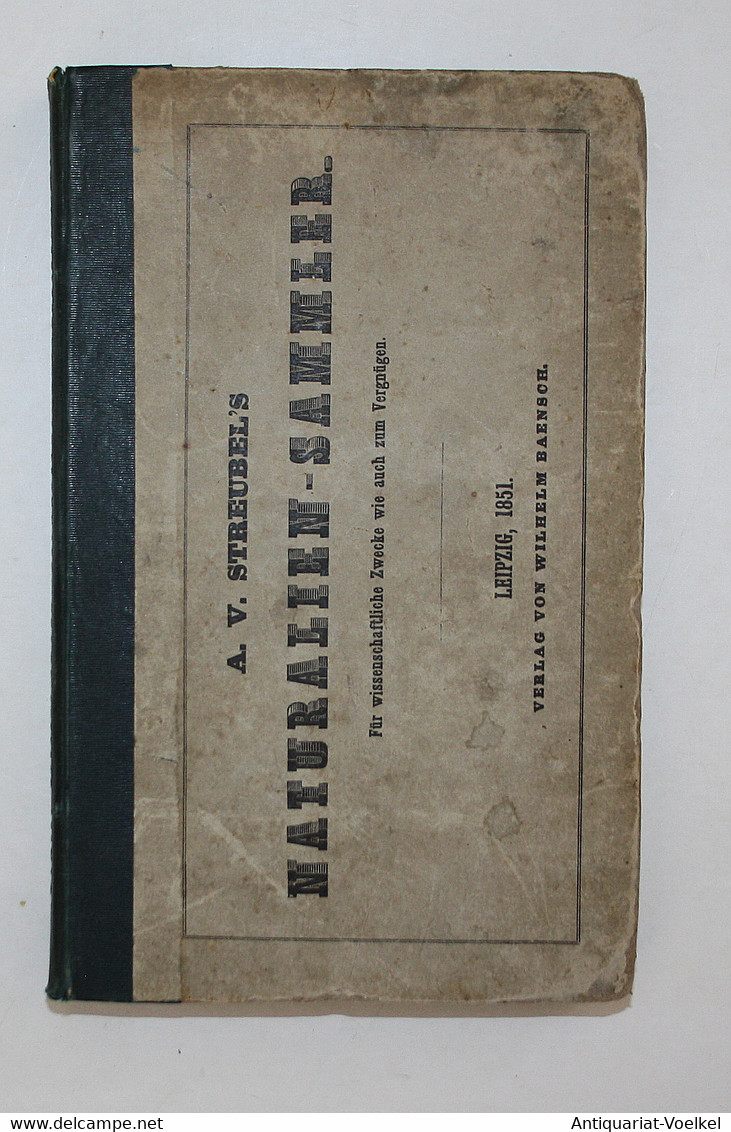 A. V. STREUBEL'S
NATURALIEN-SAMMLER.
Für wissenschaftliche Zwecke wie auch zum Vergnügen.
LEIPZIG, 1851.
VERLAG VON WILHELM BAENSCH.
www.delcampe.net
Antiquariat-Voelkel